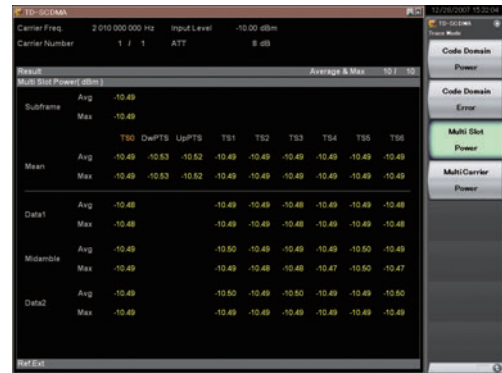 TD-SCDMA
12/28/2007 15:32:04
Carrier Freq. 2 010 000 000 Hz Input Level -10.00 dBm
Carrier Number 1 / 1 ATT 8 dB
Result Average & Max 10 / 10
Multi Slot Power( dBm )
Subframe
Avg -10.49
Max -10.49
TS0 DwPTS UpPTS TS1 TS2 TS3 TS4 TS5 TS6
Mean
Avg -10.49 -10.53 -10.52 -10.49 -10.49 -10.49 -10.49 -10.49 -10.49
Max -10.49 -10.53 -10.52 -10.49 -10.49 -10.49 -10.49 -10.49 -10.49
Data1
Avg -10.48 -10.49 -10.49 -10.48 -10.49 -10.49 -10.48
Max -10.48 -10.48 -10.48 -10.48 -10.48 -10.48 -10.48
Midamble
Avg -10.49 -10.50 -10.49 -10.49 -10.49 -10.50 -10.49
Max -10.49 -10.49 -10.48 -10.48 -10.47 -10.50 -10.47
Data2
Avg -10.49 -10.50 -10.49 -10.50 -10.49 -10.49 -10.50
Max -10.49 -10.49 -10.49 -10.49 -10.49 -10.49 -10.49
Ref.Ext
TD-SCDMA
Trace Mode
Code Domain
Power
Code Domain
Error
Multi Slot
Power
Multi Carrier
Power